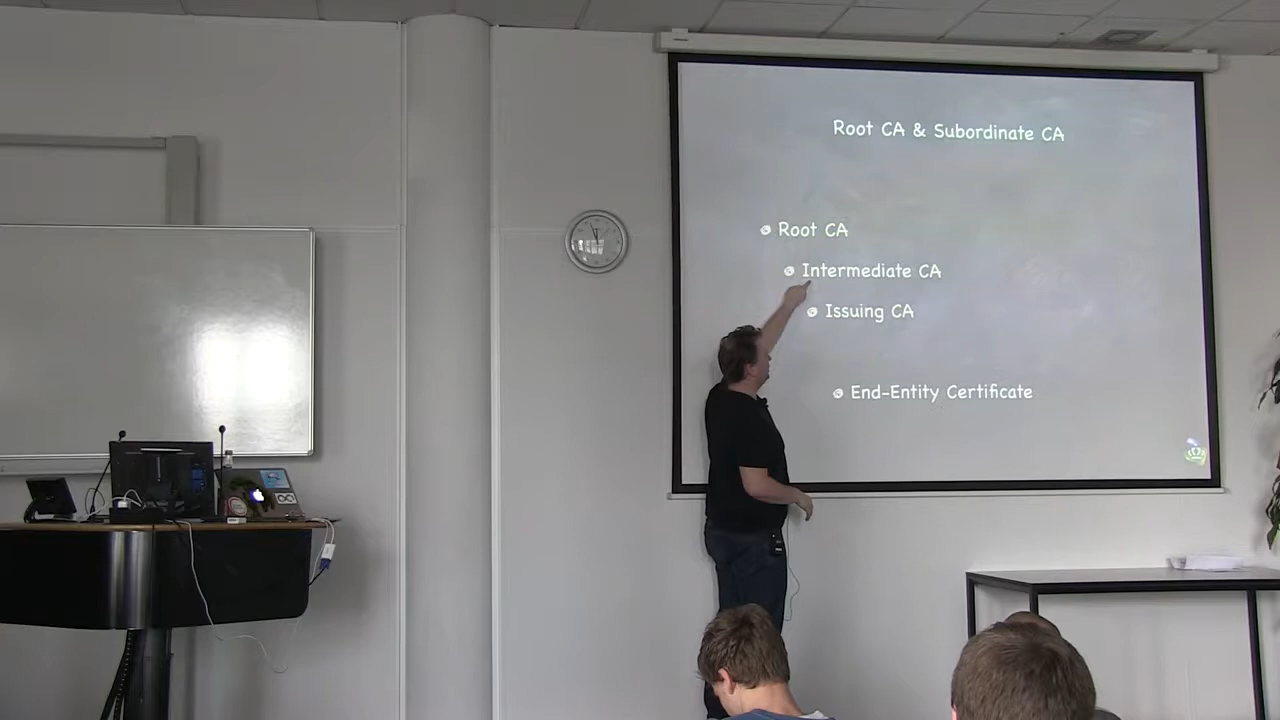 Root CA & Subordinate CA
Root CA
Intermediate CA
Issuing CA
End-Entity Certificate